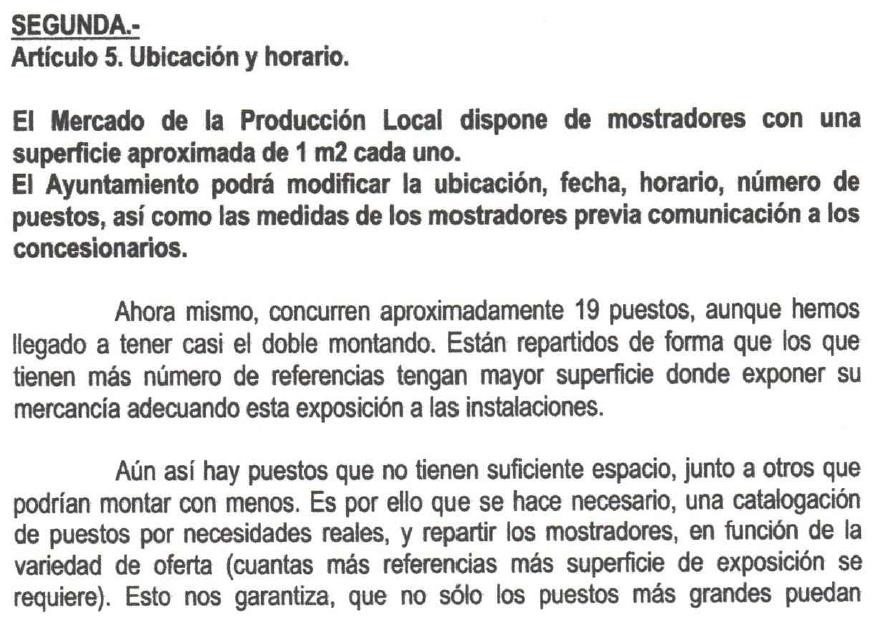 SEGUNDA.-
Artículo 5. Ubicación y horario.
El Mercado de la Producción Local dispone de mostradores con una
superficie aproximada de 1 m2 cada uno.
El Ayuntamiento podrá modificar la ubicación, fecha, horario, número de
puestos, así como las medidas de los mostradores previa comunicación a los
concesionarios.
Ahora mismo, concurren aproximadamente 19 puestos, aunque hemos
llegado a tener casi el doble montando. Están repartidos de forma que los que
tienen más número de referencias tengan mayor superficie donde exponer su
mercancía adecuando esta exposición a las instalaciones.
Aún así hay puestos que no tienen suficiente espacio, junto a otros que
podrían montar con menos. Es por ello que se hace necesario, una catalogación
de puestos por necesidades reales, y repartir los mostradores, en función de la
variedad de oferta (cuantas más referencias más superficie de exposición se
requiere). Esto nos garantiza, que no sólo los puestos más grandes puedan